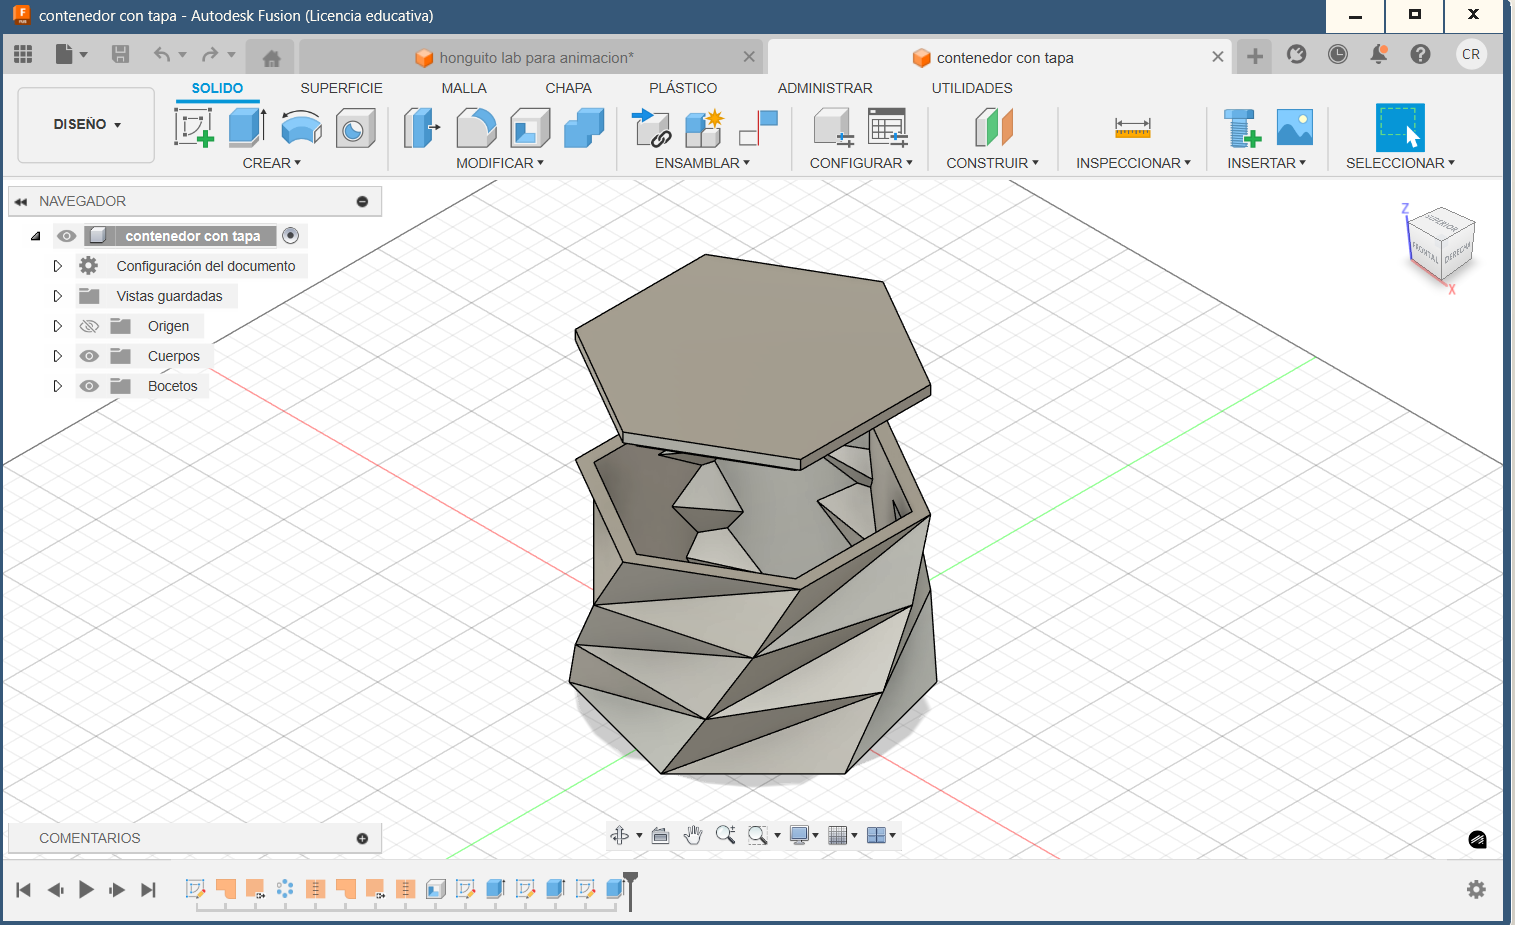 contenedor con tapa - Autodesk Fusion (Licencia educativa)
honguito lab para animacion*
contenedor con tapa
CR
DISEÑO
SOLIDO
SUPERFICIE
MALLA
CHAPA
PLÁSTICO
ADMINISTRAR
UTILIDADES
CREAR
MODIFICAR
ENSAMBLAR
CONFIGURAR
CONSTRUIR
INSPECCIONAR
INSERTAR
SELECCIONAR
NAVEGADOR
contenedor con tapa
Configuración del documento
Vistas guardadas
Origen
Cuerpos
Bocetos
Z
SUPERIOR
FRONTAL
DERECHA
X
COMENTARIOS